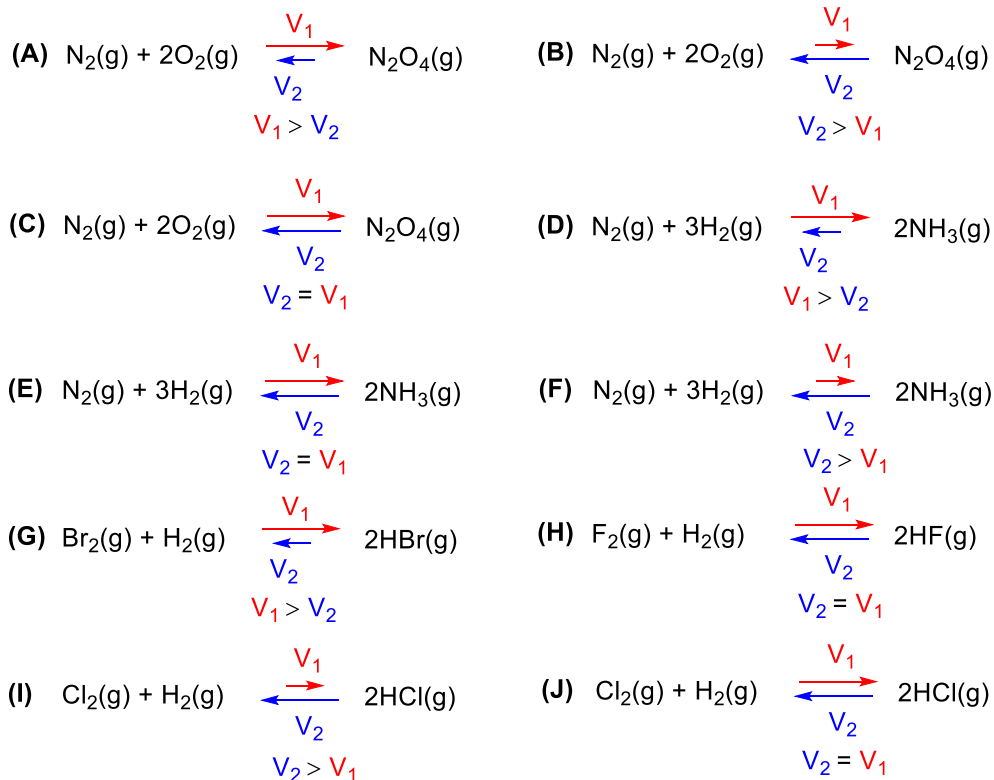 (A) N₂(g) + 2O₂(g) V₁ V₂ N₂O₄(g)
V₁ > V₂
(B) N₂(g) + 2O₂(g) V₁ V₂ N₂O₄(g)
V₂ > V₁
(C) N₂(g) + 2O₂(g) V₁ V₂ N₂O₄(g)
V₂ = V₁
(D) N₂(g) + 3H₂(g) V₁ V₂ 2NH₃(g)
V₁ > V₂
(E) N₂(g) + 3H₂(g) V₁ V₂ 2NH₃(g)
V₂ = V₁
(F) N₂(g) + 3H₂(g) V₁ V₂ 2NH₃(g)
V₂ > V₁
(G) Br₂(g) + H₂(g) V₁ V₂ 2HBr(g)
V₁ > V₂
(H) F₂(g) + H₂(g) V₁ V₂ 2HF(g)
V₂ = V₁
(I) Cl₂(g) + H₂(g) V₁ V₂ 2HCl(g)
V₂ > V₁
(J) Cl₂(g) + H₂(g) V₁ V₂ 2HCl(g)
V₂ = V₁